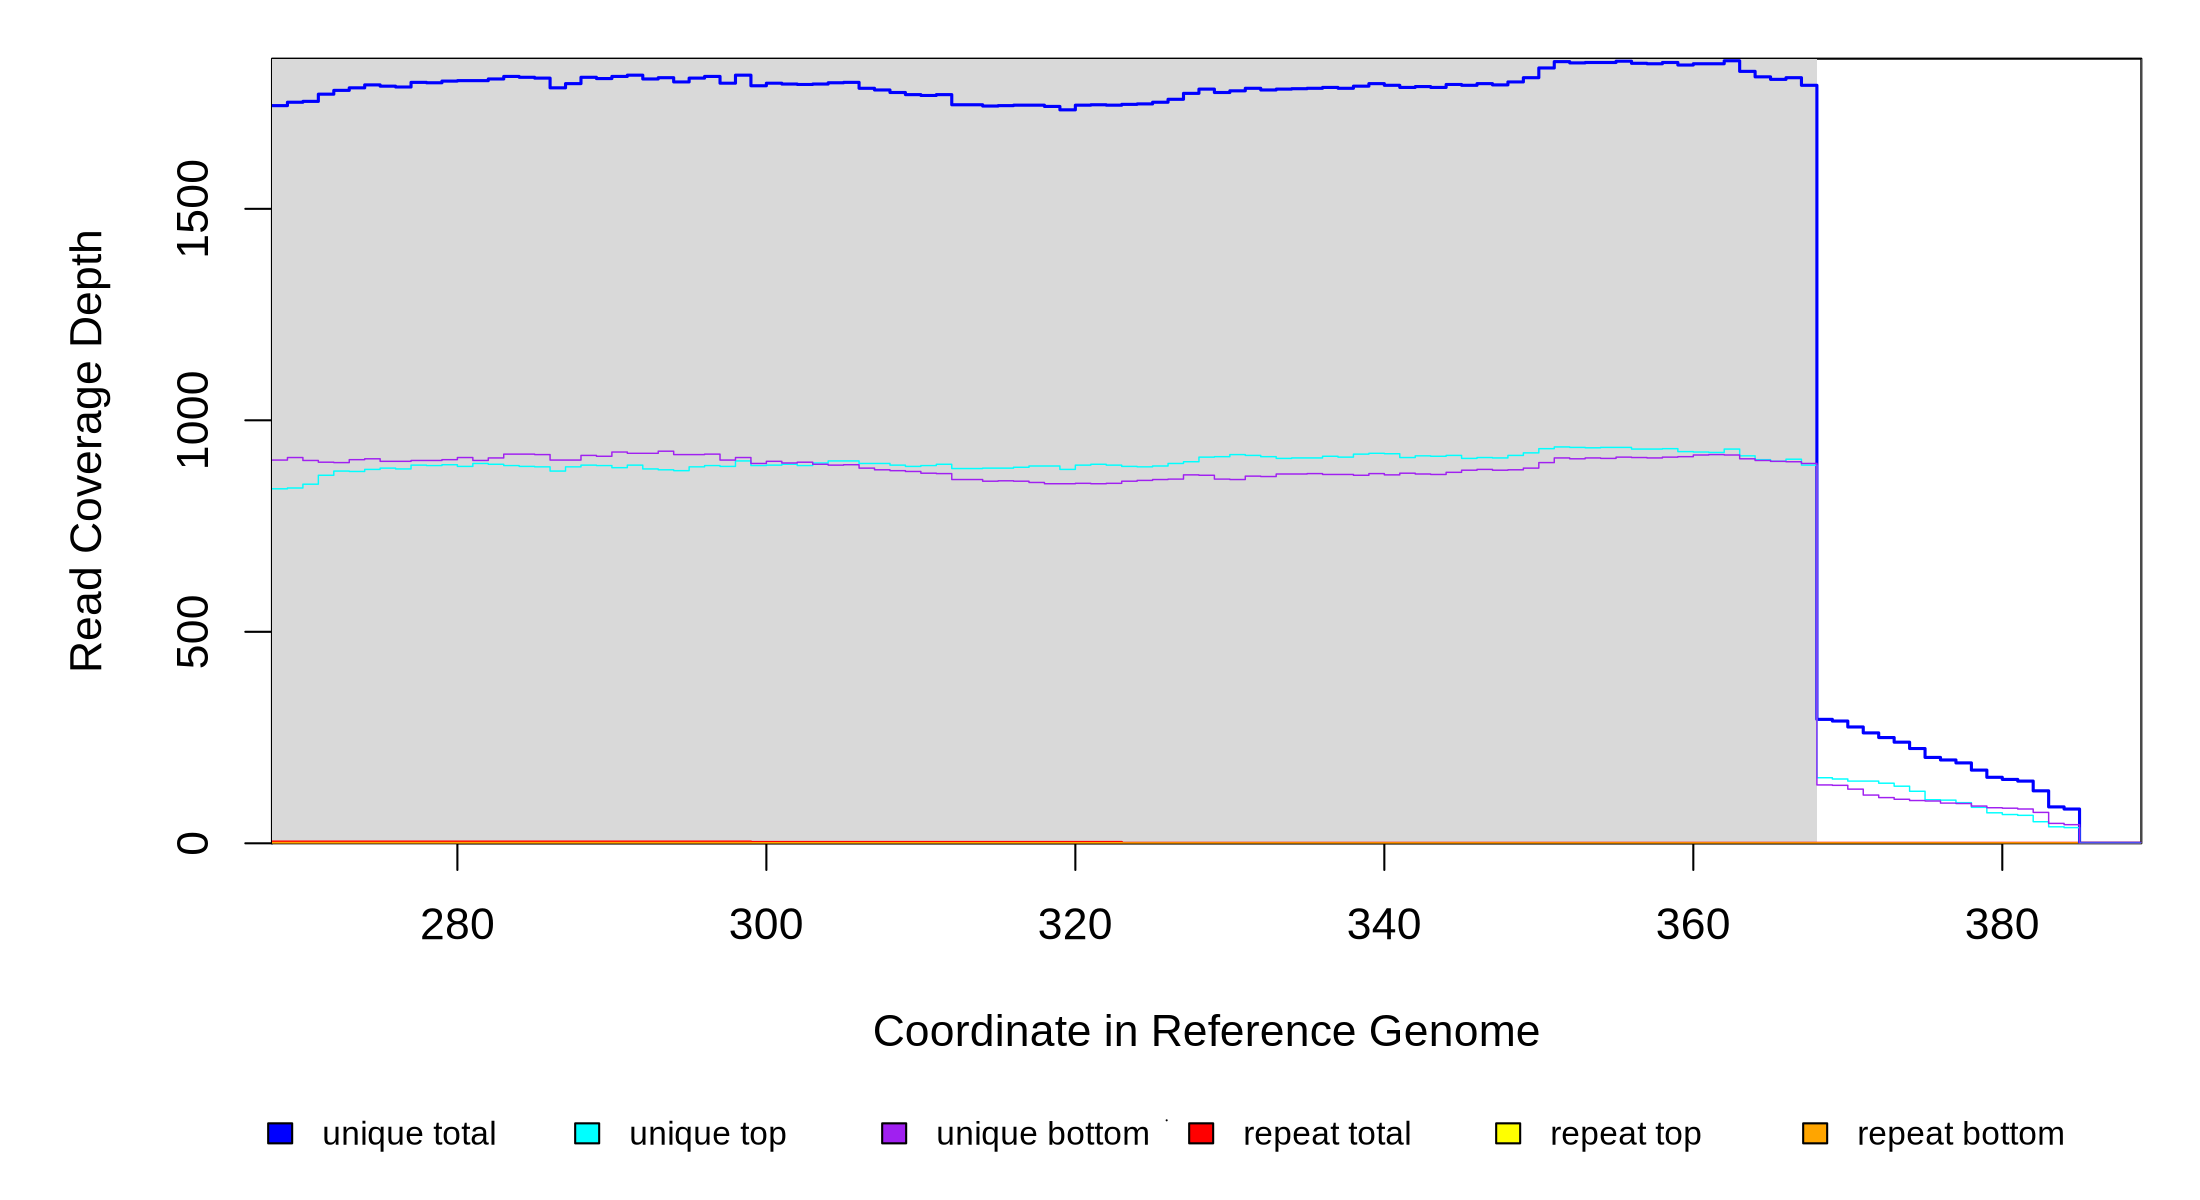 Read Coverage Depth
1500
1000
500
0
280 300 320 340 360 380
Coordinate in Reference Genome
unique total unique top unique bottom repeat total repeat top repeat bottom